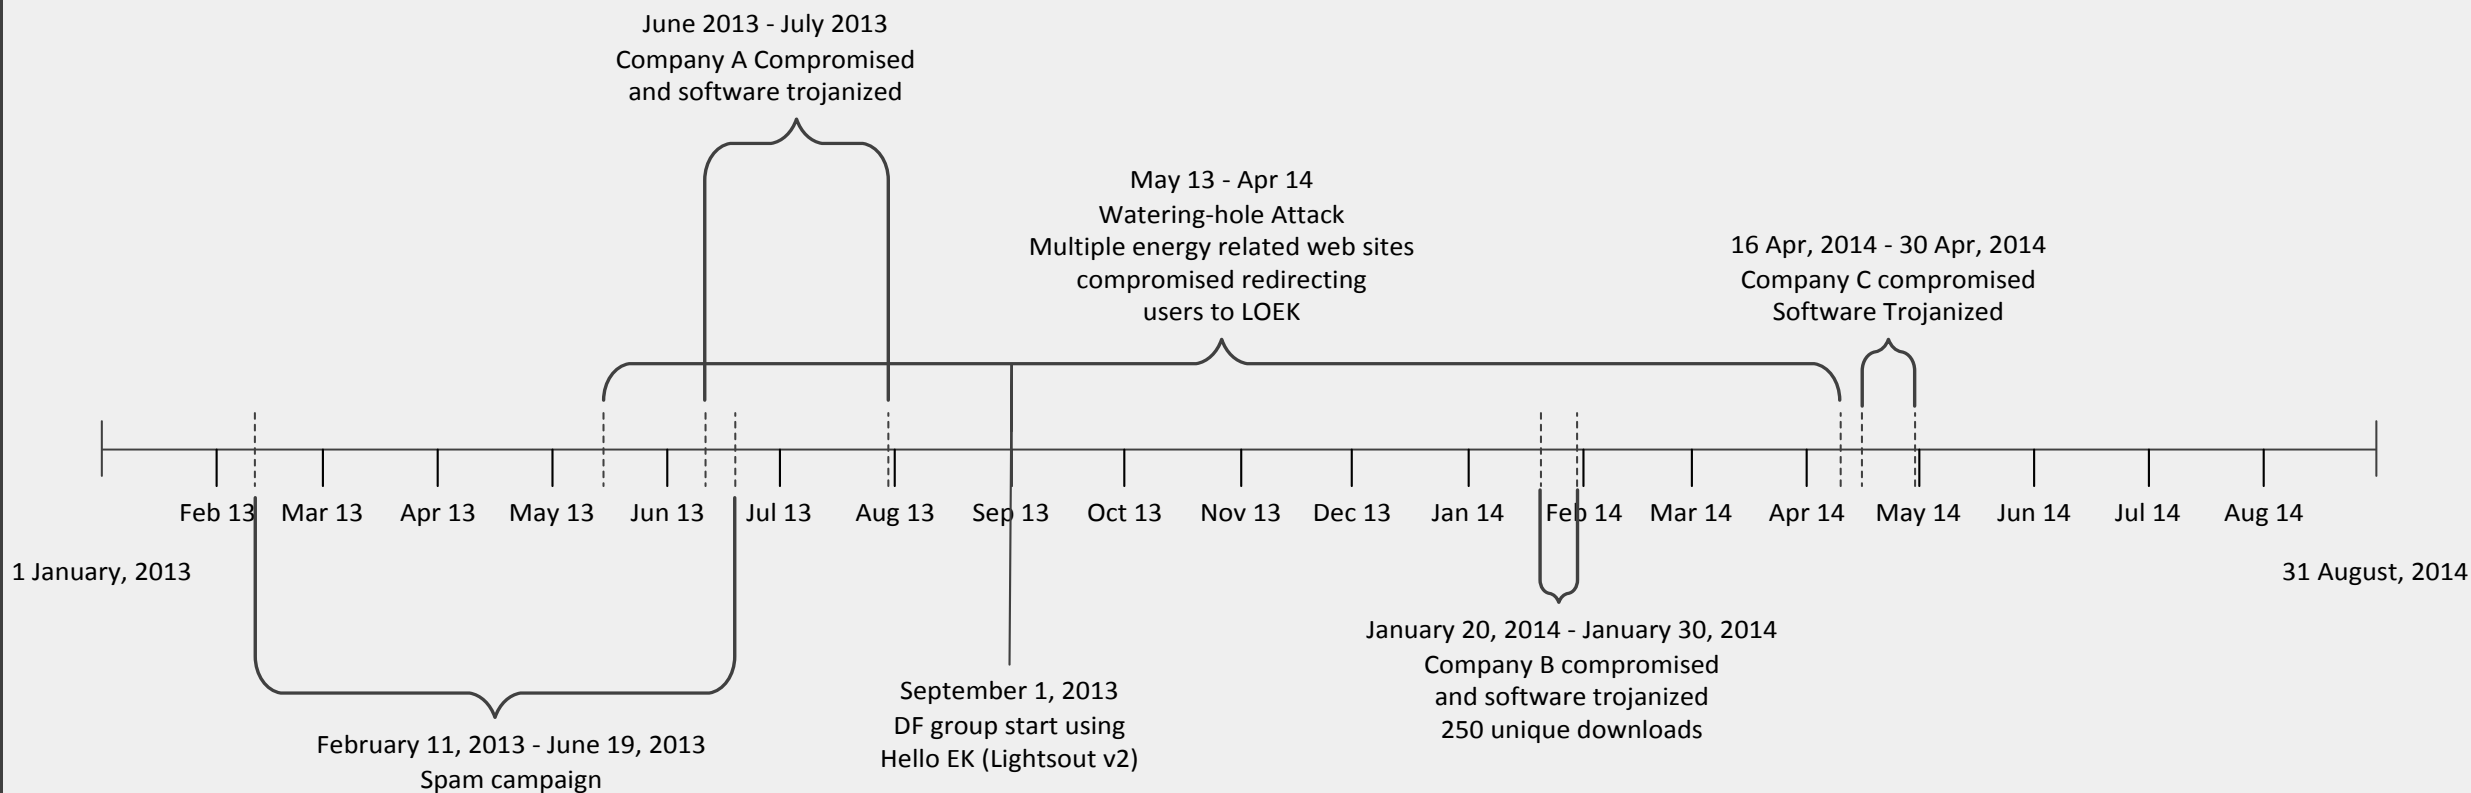 June 2013 - July 2013
Company A Compromised
and software trojanized
May 13 - Apr 14
Watering-hole Attack
Multiple energy related web sites
compromised redirecting
users to LOEK
16 Apr, 2014 - 30 Apr, 2014
Company C compromised
Software Trojanized
Feb 13 Mar 13 Apr 13 May 13 Jun 13 Jul 13 Aug 13 Sep 13 Oct 13 Nov 13 Dec 13 Jan 14 Feb 14 Mar 14 Apr 14 May 14 Jun 14 Jul 14 Aug 14
1 January, 2013
31 August, 2014
January 20, 2014 - January 30, 2014
Company B compromised
and software trojanized
250 unique downloads
September 1, 2013
DF group start using
Hello EK (Lightsout v2)
February 11, 2013 - June 19, 2013
Spam campaign